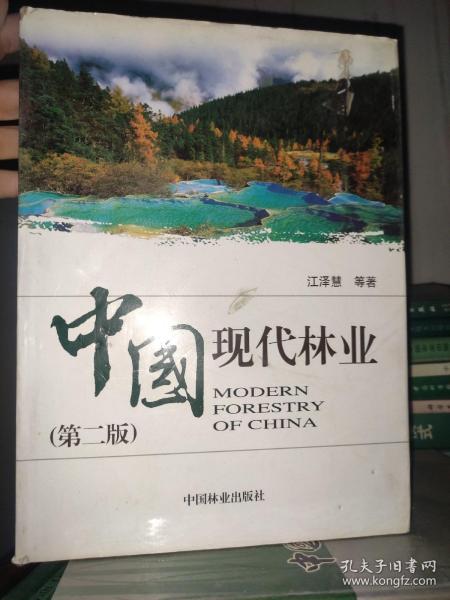 江泽慧 等著
中國现代林业
MODERN
FORESTRY
OF CHINA
(第二版)
中国林业出版社
孔夫子旧书网
www.kongfz.com